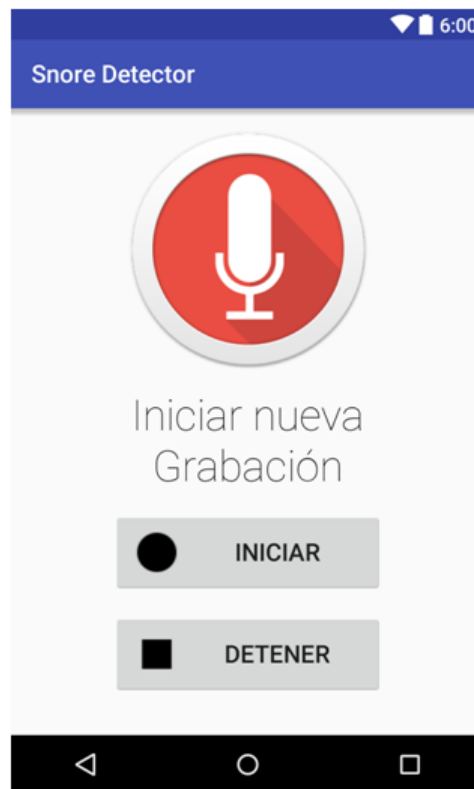 6:00
Snore Detector
Iniciar nueva
Grabación
INICIAR
DETENER